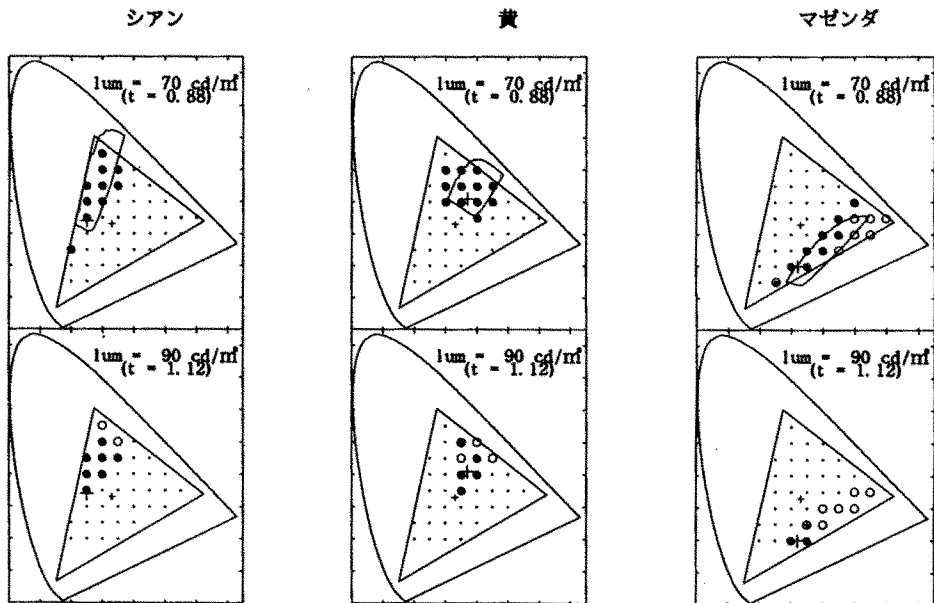 シアン
黄
マゼンダ
lum = 70 cd/㎡
(t = 0.88)
lum = 70 cd/㎡
(t = 0.88)
lum = 70 cd/㎡
(t = 0.88)
lum = 90 cd/㎡
(t = 1.12)
lum = 90 cd/㎡
(t = 1.12)
lum = 90 cd/㎡
(t = 1.12)